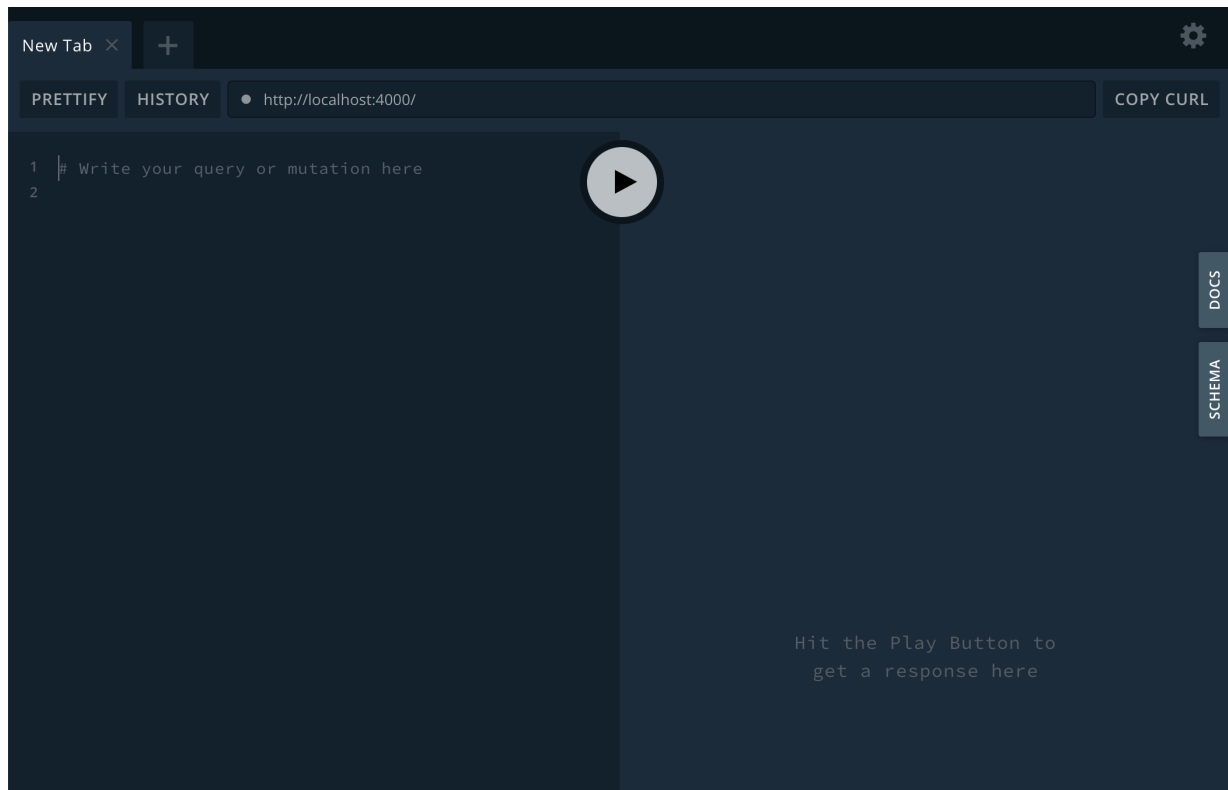 New Tab
PRETTIFY HISTORY http://localhost:4000/ COPY CURL
1 # Write your query or mutation here
2
DOCS
SCHEMA
Hit the Play Button to
get a response here